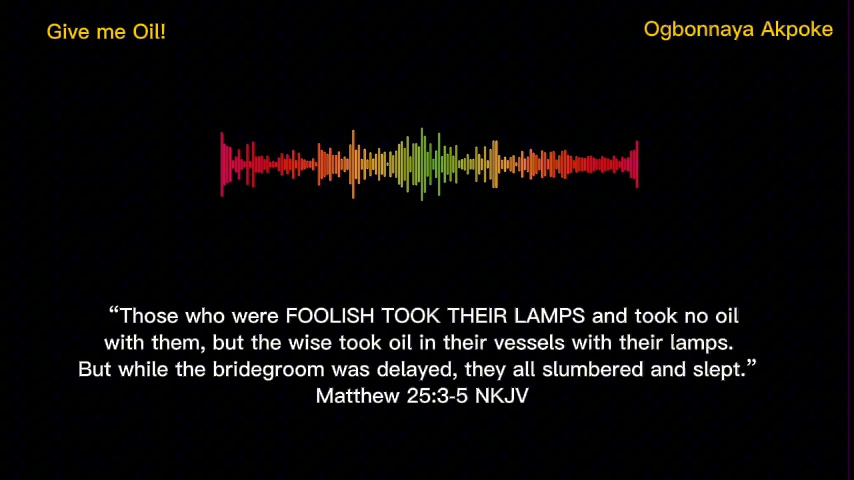 Give me Oil!
Ogbonnaya Akpoke
“Those who were FOOLISH TOOK THEIR LAMPS and took no oil
with them, but the wise took oil in their vessels with their lamps.
But while the bridegroom was delayed, they all slumbered and slept.”
Matthew 25:3-5 NKJV